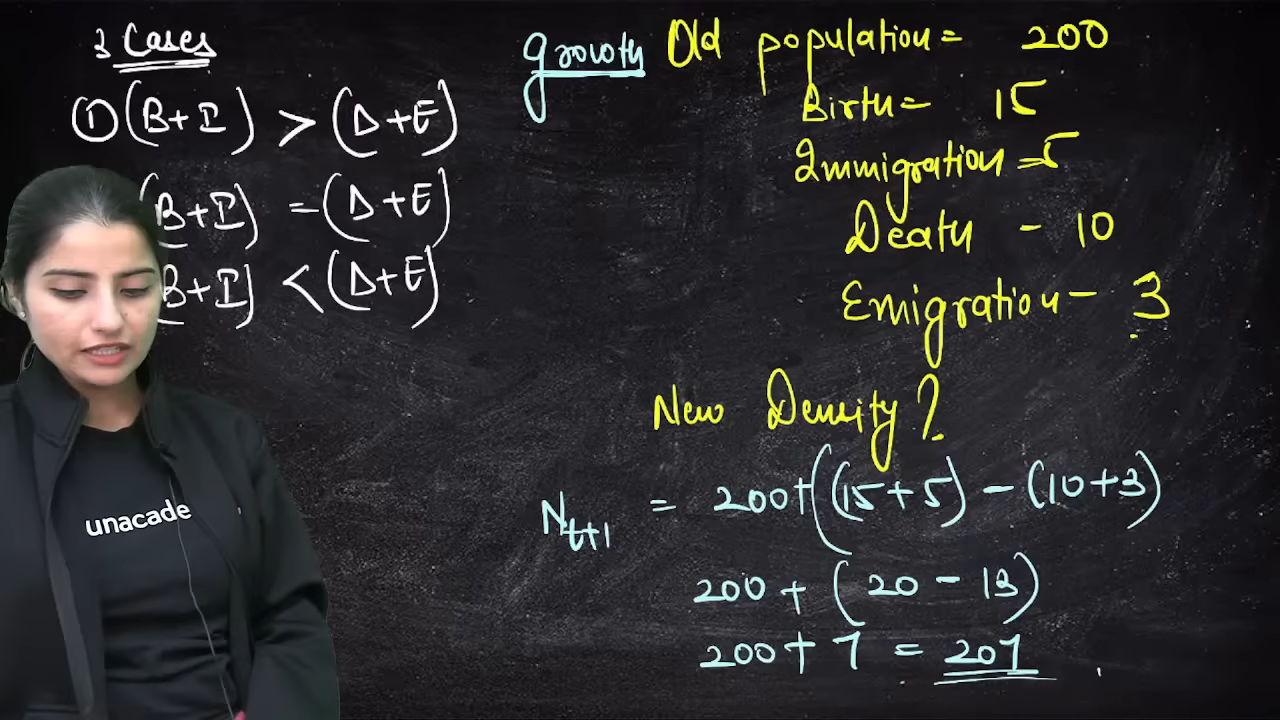 3 Cases
① (B+I) > (D+E)
(B+I) = (D+E)
B+I) < (D+E)
growth Old population = 200
Birth = 15
Immigration = 5
Death - 10
Emigration - 3
New Density?
Nt+1 = 200+((15+5) - (10+3)
200 + (20 - 13)
200 + 7 = 207
unacade